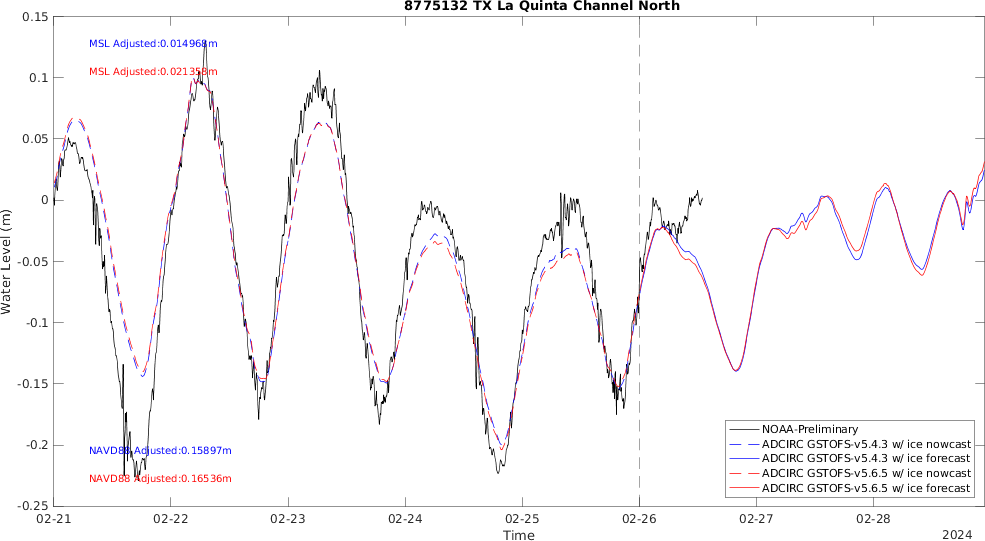 8775132 TX La Quinta Channel North
0.15
0.1
0.05
0
-0.05
-0.1
-0.15
-0.2
-0.25
Water Level (m)
MSL Adjusted:0.014968m
MSL Adjusted:0.021353m
NAVD88 Adjusted:0.15897m
NAVD88 Adjusted:0.16536m
NOAA-Preliminary
ADCIRC GSTOFS-v5.4.3 w/ ice nowcast
ADCIRC GSTOFS-v5.4.3 w/ ice forecast
ADCIRC GSTOFS-v5.6.5 w/ ice nowcast
ADCIRC GSTOFS-v5.6.5 w/ ice forecast
02-21 02-22 02-23 02-24 02-25 02-26 02-27 02-28
Time
2024